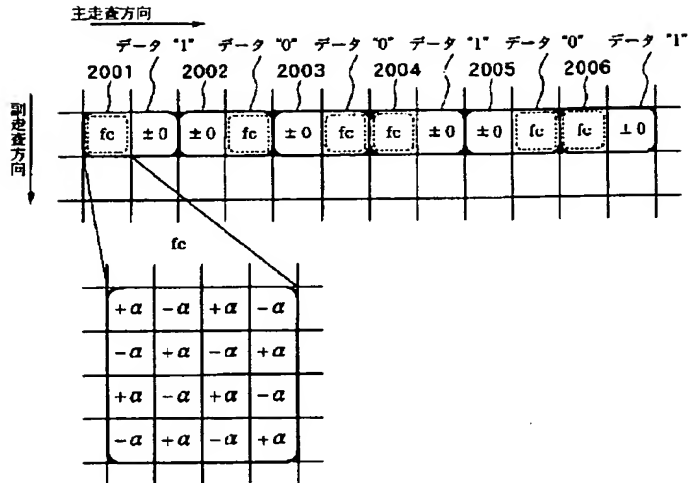 主走査方向
データ "1" データ "0" データ "0" データ "1" データ "0" データ "1"
2001 2002 2003 2004 2005 2006
副走査方向
fc ±0 ±0 fc ±0 fc fc ±0 ±0 fc fc ⊥0
fc
+α -α +α -α
-α +α -α +α
+α -α +α -α
-α +α -α +α